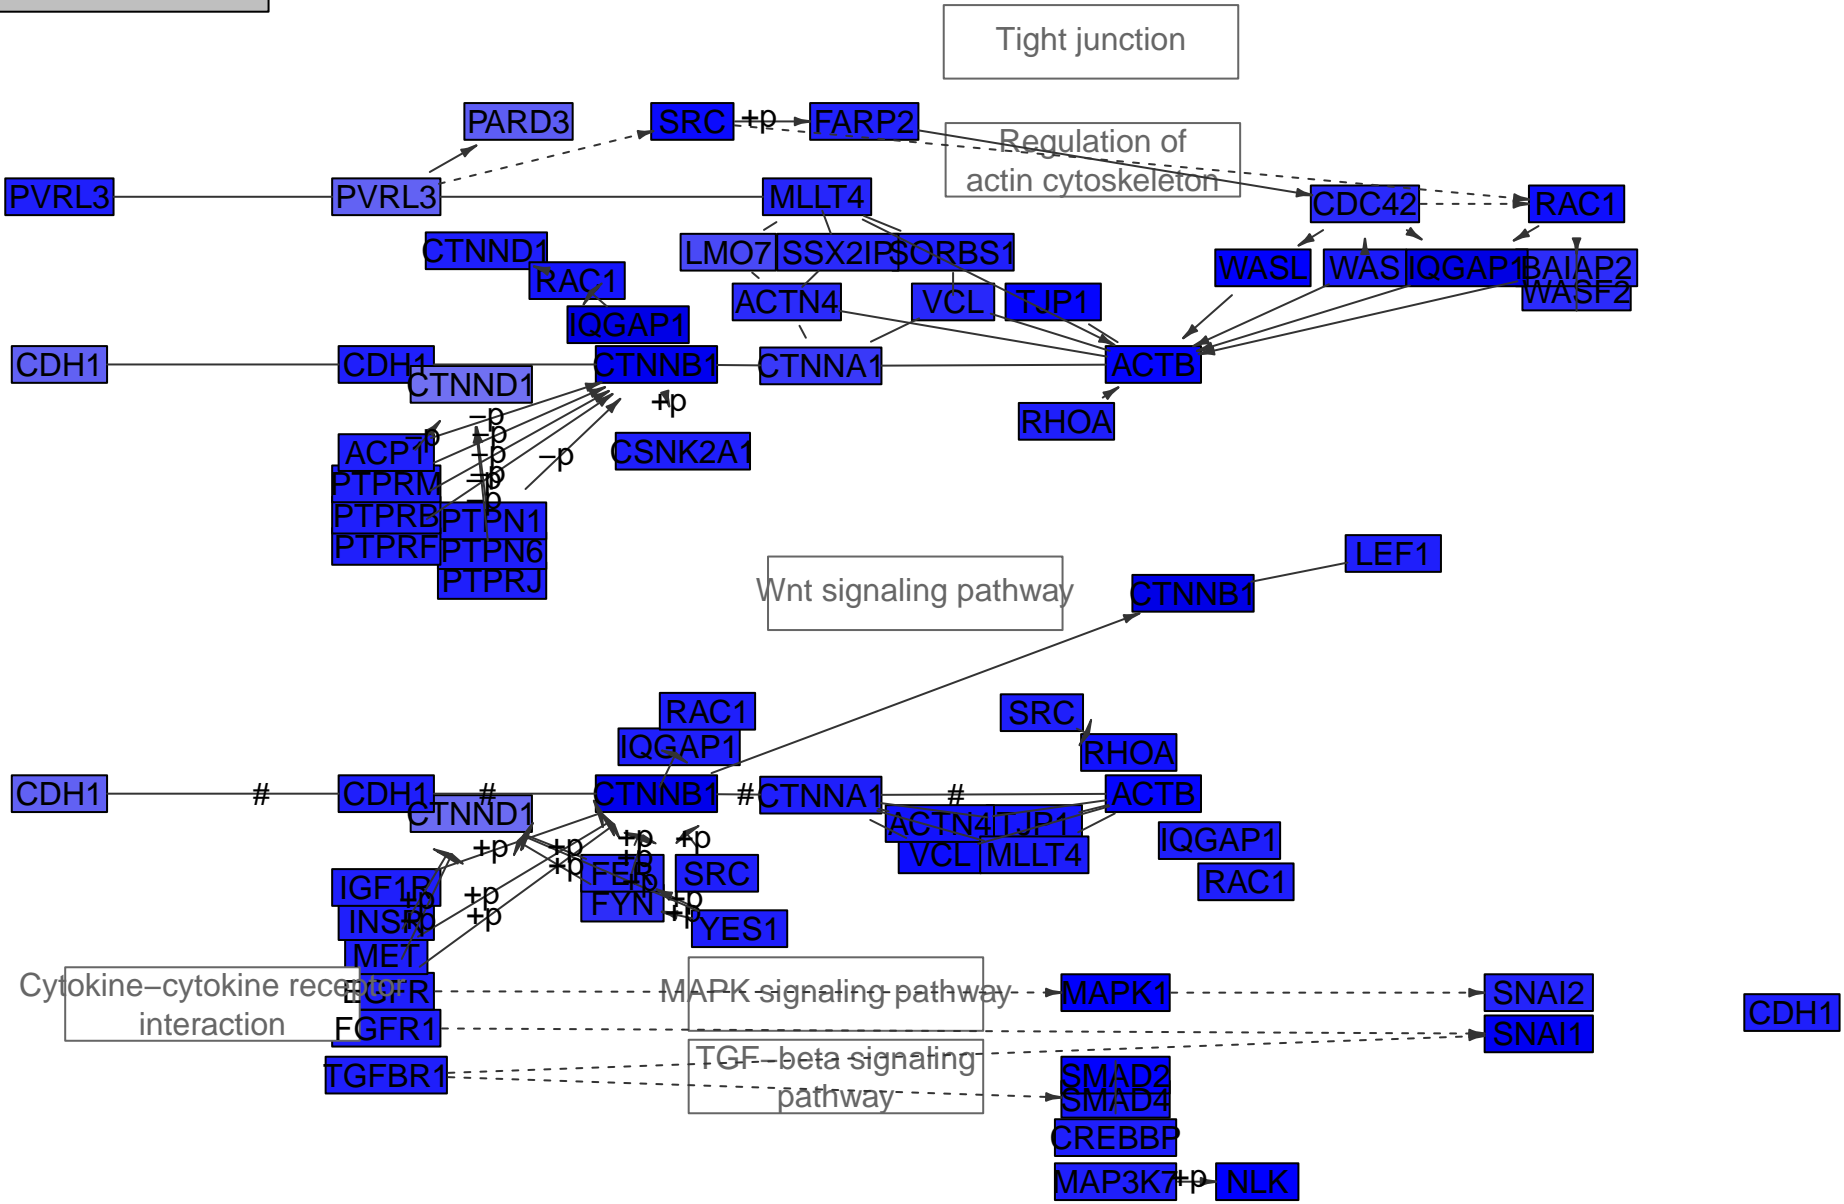 Tight junction
PARD3
SRC
+p
FARP2
Regulation of
actin cytoskeleton
PVRL3
PVRL3
MLLT4
CDC42
RAC1
CTNND1
LMO7
SSX2IP
SORBS1
WASL
WAS
IQGAP1
BAIAP2
RAC1
WASF2
ACTN4
VCL
TJP1
IQGAP1
CDH1
CDH1
CTNND1
CTNNB1
CTNNA1
ACTB
+p
RHOA
–p
–p
–p
ACP1
CSNK2A1
–p
–p
–p
PTPRM
–p
–p
PTPRB
PTPN1
PTPRF
PTPN6
PTPRJ
LEF1
Wnt signaling pathway
CTNNB1
RAC1
SRC
IQGAP1
RHOA
CDH1
#
CDH1
#
CTNNB1
#
CTNNA1
#
ACTB
CTNND1
ACTN4
TJP1
+p
+p
+p
+p
IQGAP1
VCL
MLLT4
+p
+p
FER
SRC
RAC1
IGF1R
+p
+p
+p
FYN
+p
INSR
+p
+p
+p
YES1
MET
Cytokine–cytokine receptor
interaction
EGFR
MAPK signaling pathway
MAPK1
SNAI2
CDH1
FGFR1
SNAI1
TGF–beta signaling
pathway
TGFBR1
SMAD2
SMAD4
CREBBP
MAP3K7
+p
NLK